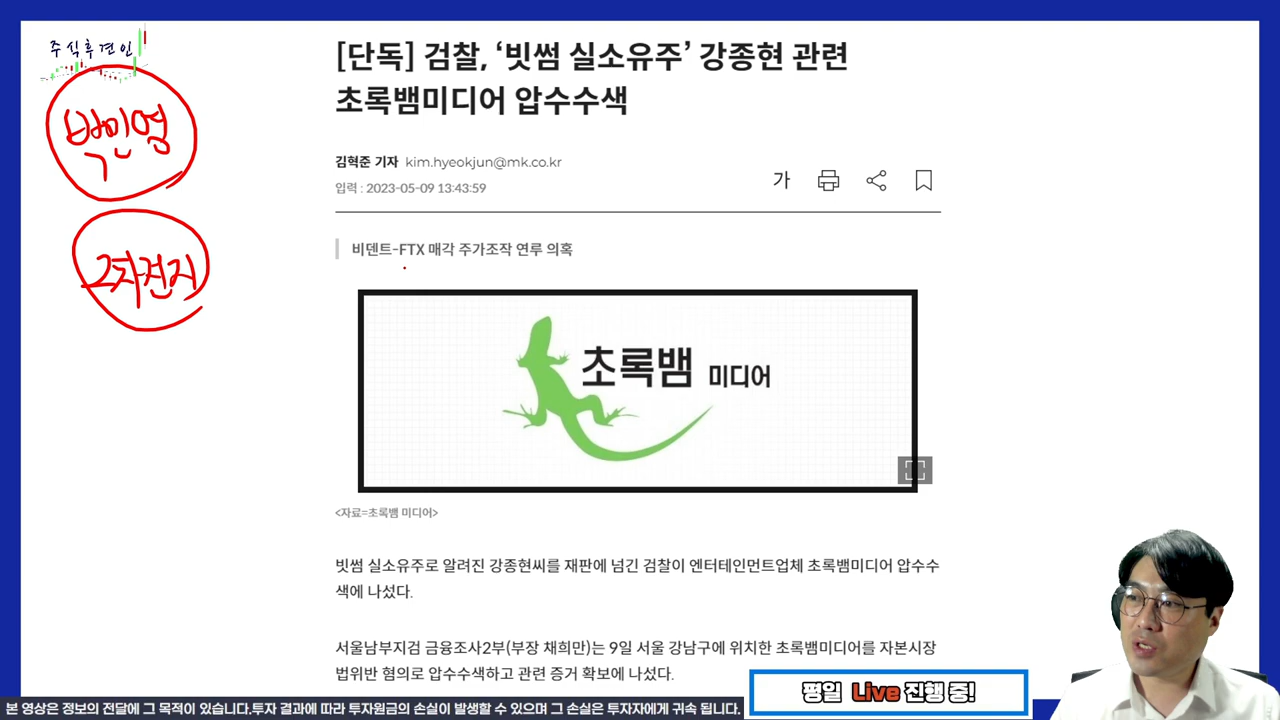 주식후견인
박민영
2차전지
[단독] 검찰, ‘빗썸 실소유주’ 강종현 관련
초록뱀미디어 압수수색
김혁준 기자 kim.hyeokjun@mk.co.kr
입력 : 2023-05-09 13:43:59
가
비덴트-FTX 매각 주가조작 연루 의혹
초록뱀 미디어
<자료=초록뱀 미디어>
빗썸 실소유주로 알려진 강종현씨를 재판에 넘긴 검찰이 엔터테인먼트업체 초록뱀미디어 압수수
색에 나섰다.
서울남부지검 금융조사2부(부장 채희만)는 9일 서울 강남구에 위치한 초록뱀미디어를 자본시장
법위반 혐의로 압수수색하고 관련 증거 확보에 나섰다.
평일 Live 진행 중!
본 영상은 정보의 전달에 그 목적이 있습니다.투자 결과에 따라 투자원금의 손실이 발생할 수 있으며 그 손실은 투자자에게 귀속 됩니다.